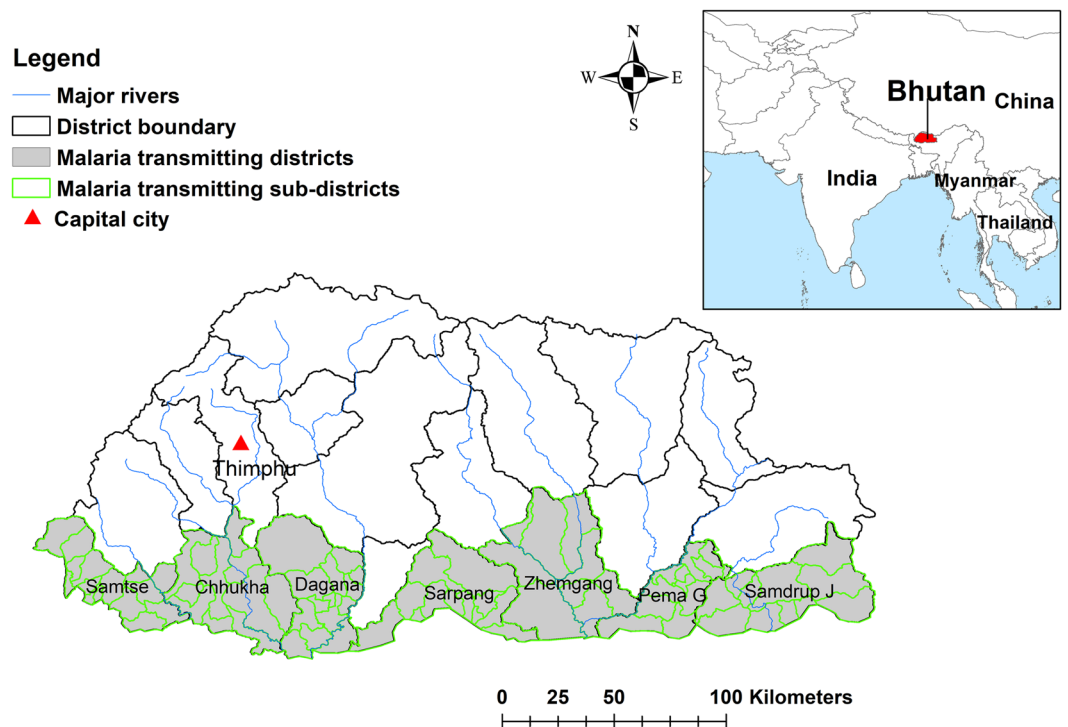 Legend
Major rivers
District boundary
Malaria transmitting districts
Malaria transmitting sub-districts
Capital city
N
W E
S
Bhutan
China
India
Myanmar
Thailand
Thimphu
Samtse
Chhukha
Dagana
Sarpang
Zhemgang
Pema G
Samdrup J
0 25 50 100 Kilometers